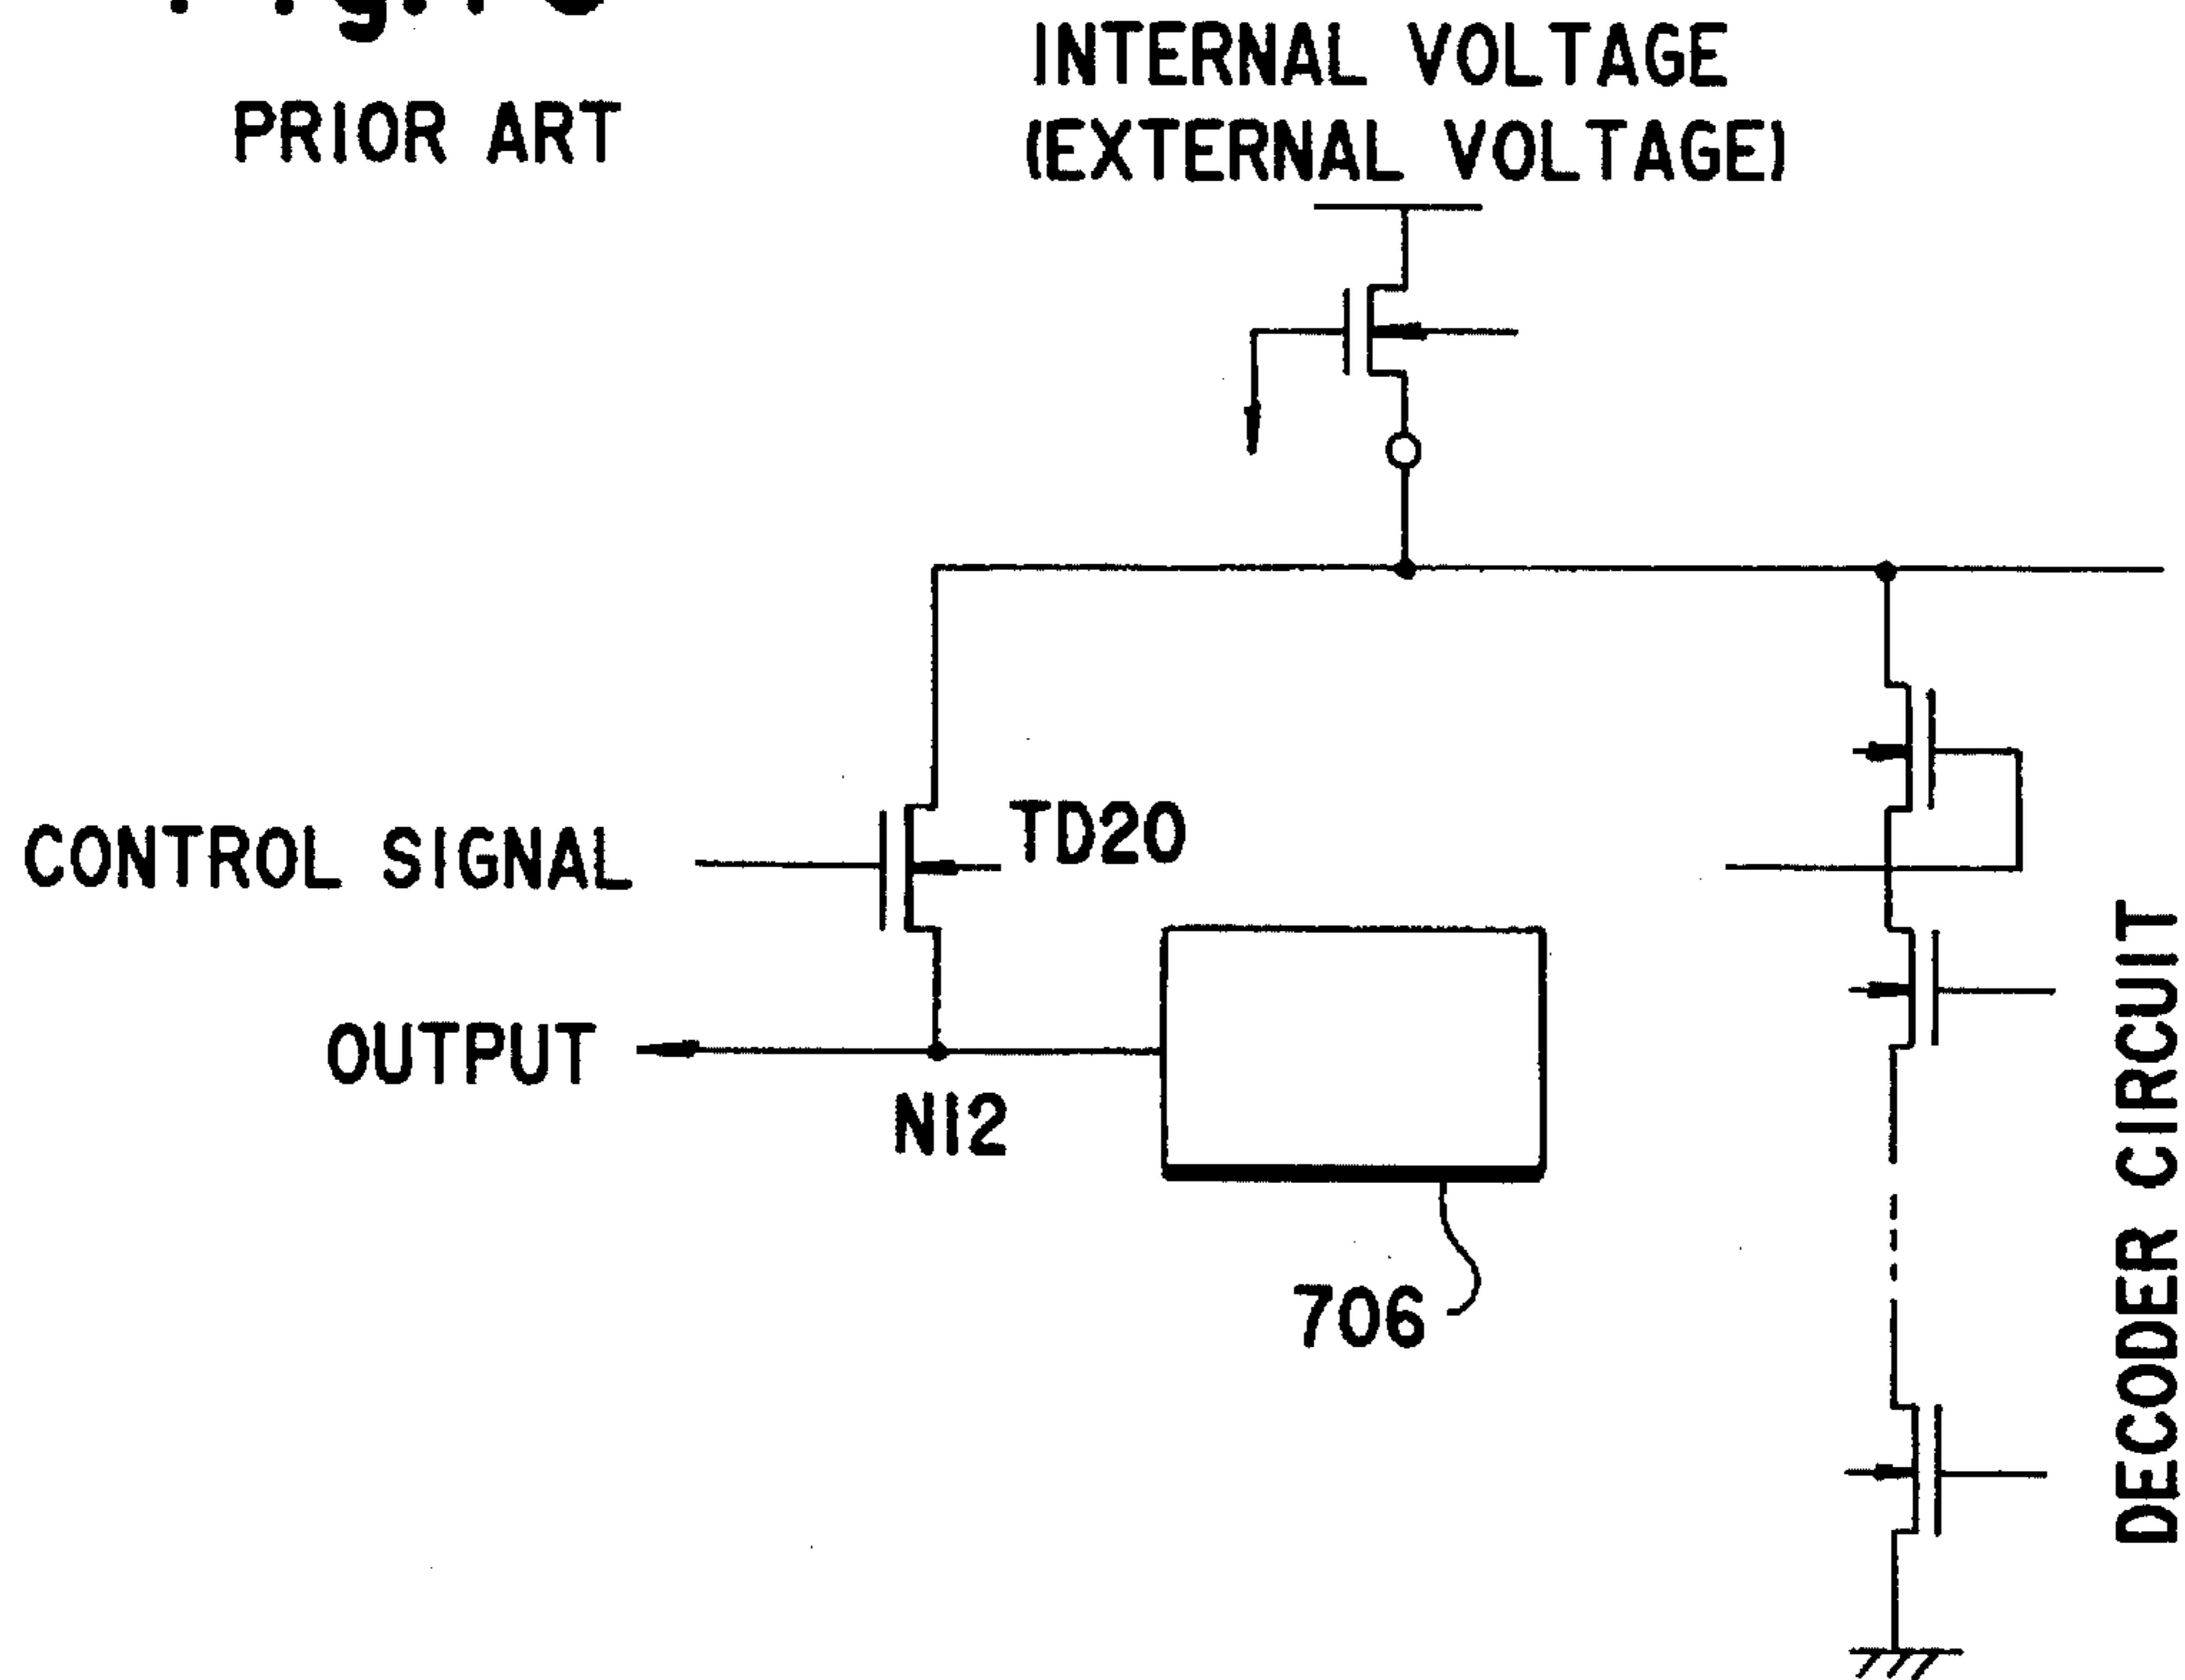 PRIOR ART
INTERNAL VOLTAGE
(EXTERNAL VOLTAGE)
CONTROL SIGNAL
TD20
OUTPUT
N12
706
DECODER CIRCUIT